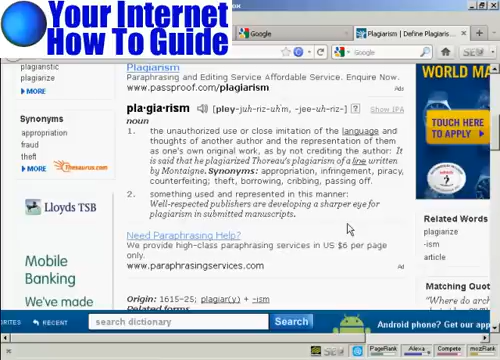 Your Internet
How To Guide
Google
Plagiarism | Define Plagiaris...
Ads
Google
plagiaristic
plagiarize
MORE
Synonyms
appropriation
fraud
theft
MORE
Thesaurus.com
Lloyds TSB
Mobile
Banking
We've made
Plagiarism
Paraphrasing and Editing Service Affordable Service. Enquire Now.
www.passproof.com/plagiarism
Ad
pla·gia·rism [pley-juh-riz-uhm, -jee-uh-riz-] ? Show IPA
noun
1. the unauthorized use or close imitation of the language and
thoughts of another author and the representation of them
as one's own original work, as by not crediting the author: It
is said he plagiarized Thoreau's plagiarism of a line written
by Montaigne. Synonyms: appropriation, infringement, piracy,
counterfeiting; theft, borrowing, cribbing, passing off.
2. something used and represented in this manner:
Well-respected publishers are developing a sharper eye for
plagiarism in submitted manuscripts.
Need Paraphrasing Help?
We provide high-class paraphrasing services in US $6 per page
only.
www.paraphrasingservices.com
Ad
Origin: 1615–25; plagiar(y) + -ism
Related forms
WORLD MA
TOUCH HERE
TO APPLY
Related Words
plagiarize
-ism
article
Matching Quot
"Where do arch
RITES
RECENT
search dictionary
Search
Android phone? Get our app
PageRank
Alexa
Compete
mozRank